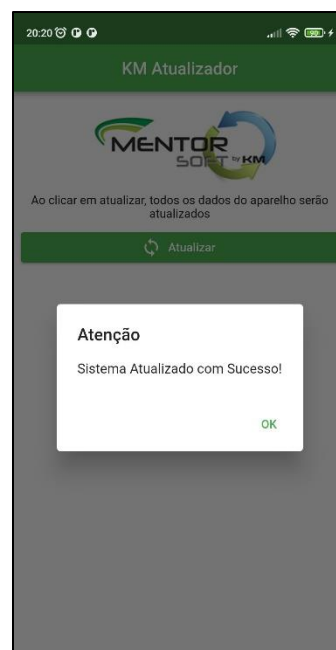 20:20
90
KM Atualizador
MENTOR
SOFT by KM
Ao clicar em atualizar, todos os dados do aparelho serão
atualizados
Atualizar
Atenção
Sistema Atualizado com Sucesso!
OK